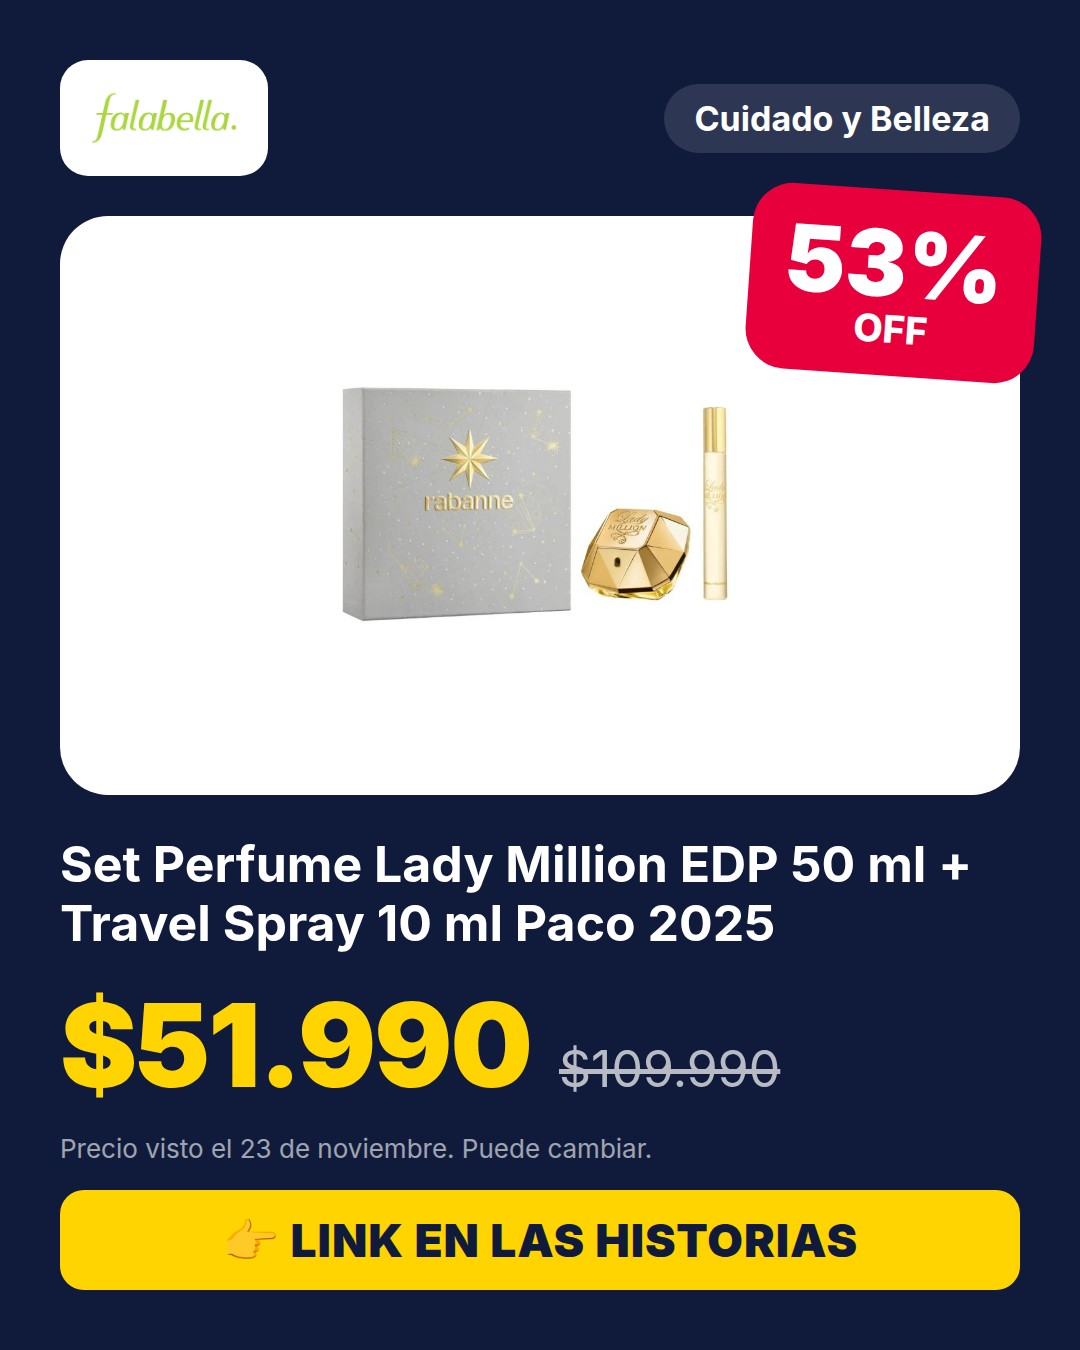 falabella.
Cuidado y Belleza
53%
OFF
rabanne
Lady
MILLION
Set Perfume Lady Million EDP 50 ml +
Travel Spray 10 ml Paco 2025
$51.990 $109.990
Precio visto el 23 de noviembre. Puede cambiar.
👉 LINK EN LAS HISTORIAS